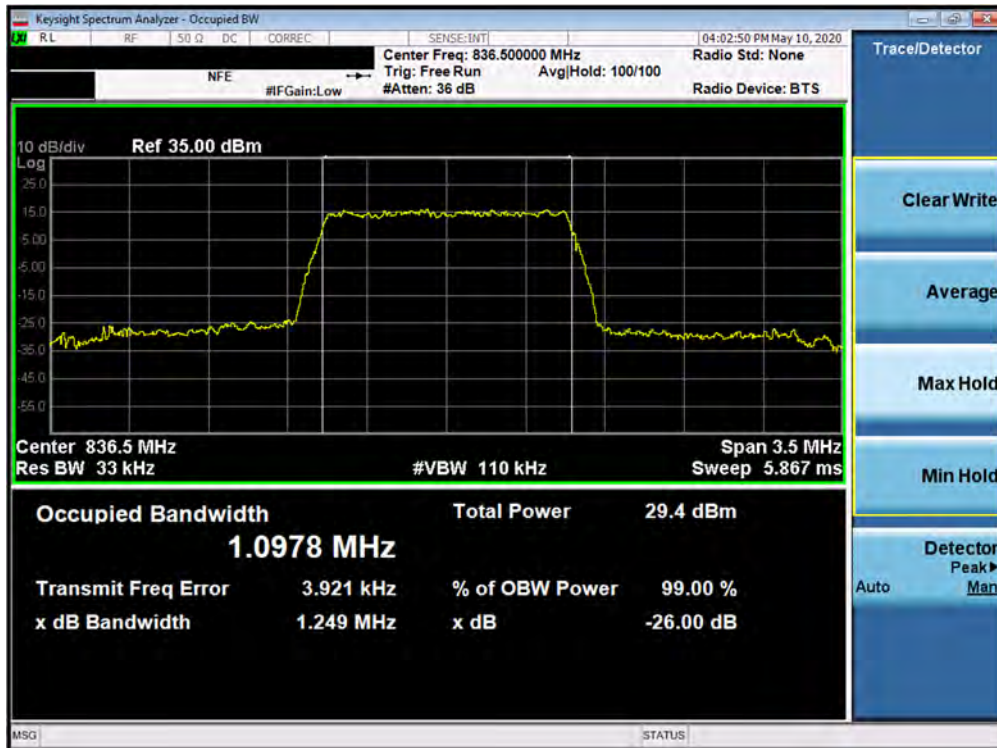 Keysight Spectrum Analyzer - Occupied BW
LXI RL RF 50 Ω DC CORREC SENSE:INT 04:02:50 PM May 10, 2020
Center Freq: 836.500000 MHz Radio Std: None
NFE Trig: Free Run Avg|Hold: 100/100
#IFGain:Low #Atten: 36 dB Radio Device: BTS
Trace/Detector
10 dB/div Ref 35.00 dBm
Log
25.0
15.0
5.00
-5.00
-15.0
-25.0
-35.0
-45.0
-55.0
Center 836.5 MHz Span 3.5 MHz
Res BW 33 kHz #VBW 110 kHz Sweep 5.867 ms
Occupied Bandwidth Total Power 29.4 dBm
1.0978 MHz
Transmit Freq Error 3.921 kHz % of OBW Power 99.00 %
x dB Bandwidth 1.249 MHz x dB -26.00 dB
Clear Write
Average
Max Hold
Min Hold
Detector
Peak▶
Auto Man
MSG STATUS